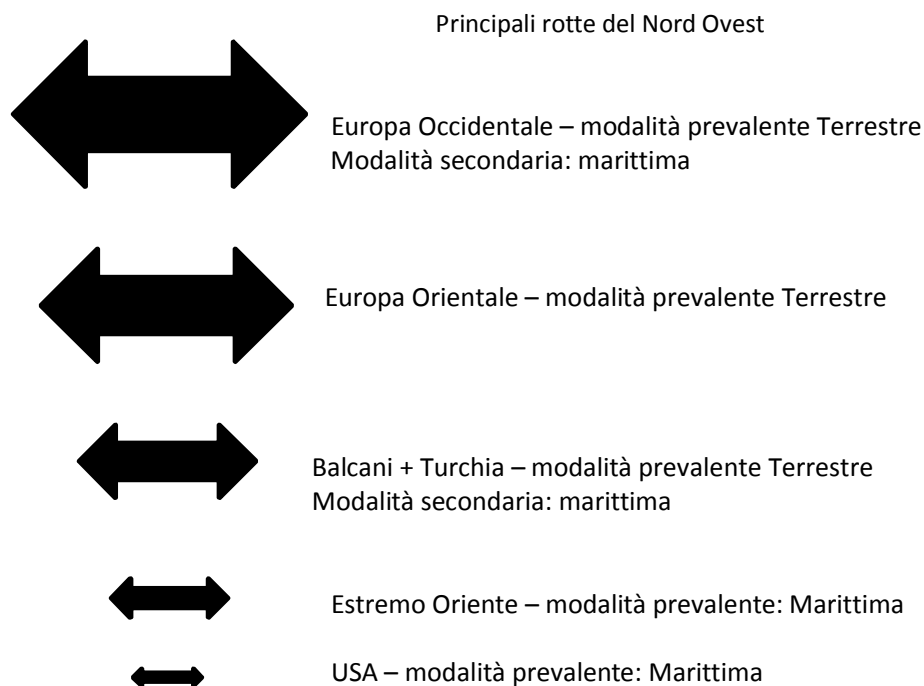 Principali rotte del Nord Ovest
Europa Occidentale – modalità prevalente Terrestre
Modalità secondaria: marittima
Europa Orientale – modalità prevalente Terrestre
Balcani + Turchia – modalità prevalente Terrestre
Modalità secondaria: marittima
Estremo Oriente – modalità prevalente: Marittima
USA – modalità prevalente: Marittima